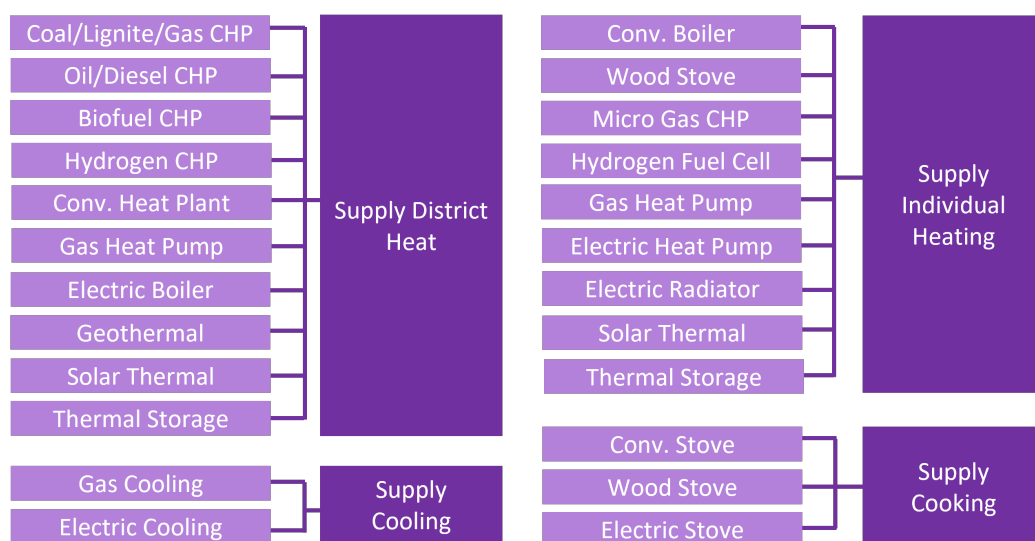 Coal/Lignite/Gas CHP
Oil/Diesel CHP
Biofuel CHP
Hydrogen CHP
Conv. Heat Plant
Gas Heat Pump
Electric Boiler
Geothermal
Solar Thermal
Thermal Storage
Supply District
Heat
Gas Cooling
Electric Cooling
Supply
Cooling
Conv. Boiler
Wood Stove
Micro Gas CHP
Hydrogen Fuel Cell
Gas Heat Pump
Electric Heat Pump
Electric Radiator
Solar Thermal
Thermal Storage
Supply
Individual
Heating
Conv. Stove
Wood Stove
Electric Stove
Supply
Cooking